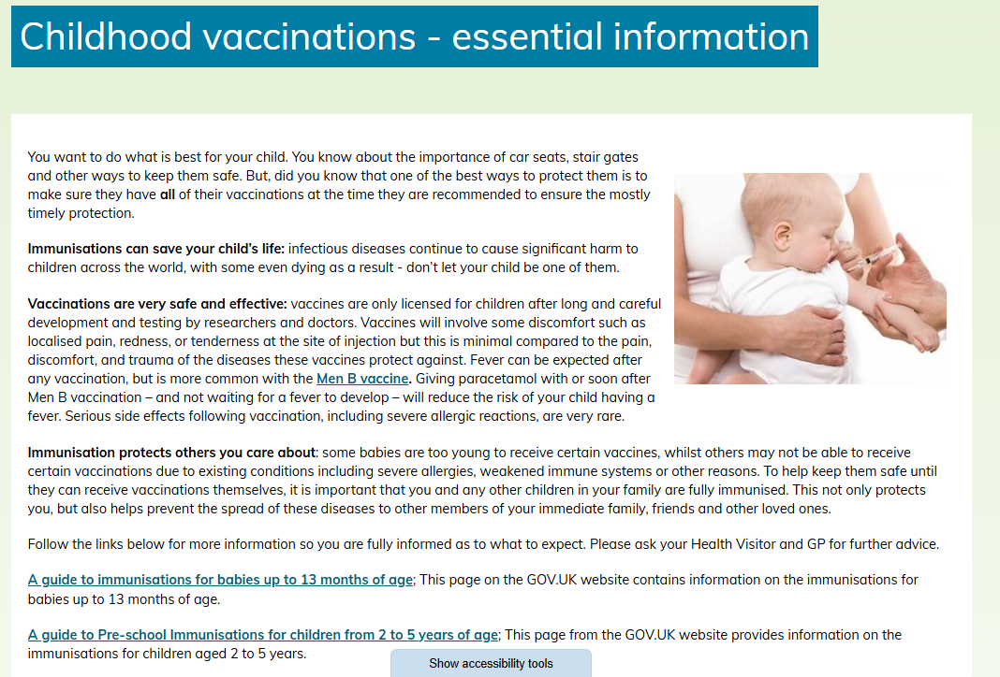 Childhood vaccinations - essential information
You want to do what is best for your child. You know about the importance of car seats, stair gates
and other ways to keep them safe. But, did you know that one of the best ways to protect them is to
make sure they have all of their vaccinations at the time they are recommended to ensure the mostly
timely protection.
Immunisations can save your child's life: infectious diseases continue to cause significant harm to
children across the world, with some even dying as a result - don't let your child be one of them.
Vaccinations are very safe and effective: vaccines are only licensed for children after long and careful
development and testing by researchers and doctors. Vaccines will involve some discomfort such as
localised pain, redness, or tenderness at the site of injection but this is minimal compared to the pain,
discomfort, and trauma of the diseases these vaccines protect against. Fever can be expected after
any vaccination, but is more common with the Men B vaccine. Giving paracetamol with or soon after
Men B vaccination – and not waiting for a fever to develop – will reduce the risk of your child having a
fever. Serious side effects following vaccination, including severe allergic reactions, are very rare.
Immunisation protects others you care about: some babies are too young to receive certain vaccines, whilst others may not be able to receive
certain vaccinations due to existing conditions including severe allergies, weakened immune systems or other reasons. To help keep them safe until
they can receive vaccinations themselves, it is important that you and any other children in your family are fully immunised. This not only protects
you, but also helps prevent the spread of these diseases to other members of your immediate family, friends and other loved ones.
Follow the links below for more information so you are fully informed as to what to expect. Please ask your Health Visitor and GP for further advice.
A guide to immunisations for babies up to 13 months of age; This page on the GOV.UK website contains information on the immunisations for
babies up to 13 months of age.
A guide to Pre-school Immunisations for children from 2 to 5 years of age; This page from the GOV.UK website provides information on the
immunisations for children aged 2 to 5 years.
Show accessibility tools